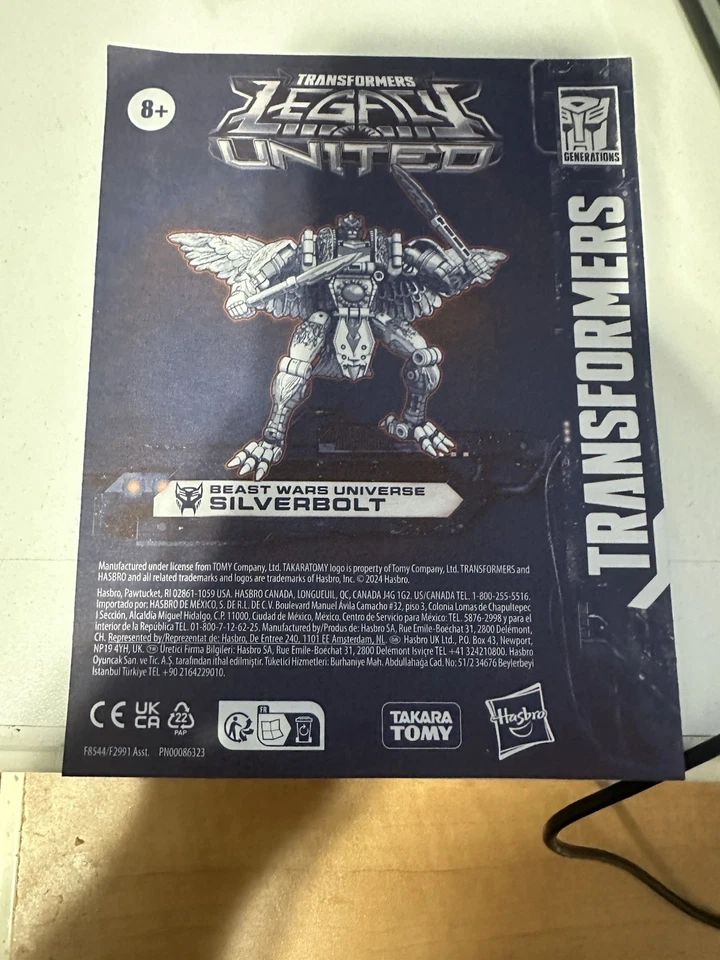 8+
TRANSFORMERS
LEGACY
UNITED
GENERATIONS
TRANSFORMERS
BEAST WARS UNIVERSE
SILVERBOLT
Manufactured under license from TOMY Company, Ltd. TAKARATOMY logo is property of Tomy Company, Ltd. TRANSFORMERS and
HASBRO and all related trademarks and logos are trademarks of Hasbro, Inc. © 2024 Hasbro.
Hasbro, Pawtucket, RI 02861-1059 USA. HASBRO CANADA, LONGUEUIL, QC, CANADA J4G 1G2. US/CANADA TEL. 1-800-255-5516.
Importado por: HASBRO DE MÉXICO, S. DE R.L. DE C.V. Boulevard Manuel Ávila Camacho #32, piso 3, Colonia Lomas de Chapultepec
I Sección, Alcaldía Miguel Hidalgo, C.P. 11000, Ciudad de México, México. Centro de Servicio para México: TEL. 5876-2998 y para el
interior de la República TEL. 01-800-7-12-62-25. Manufactured by/Produs de: Hasbro SA, Rue Emile-Boéchat 31, 2800 Delémont,
CH. Represented by/Reprezentat de: Hasbro, De Entree 240, 1101 EE Amsterdam, NL. GB Hasbro UK Ltd., P.O. Box 43, Newport,
NP19 4YH, UK. TR Üretici Firma Bilgileri: Hasbro SA, Rue Emile-Boéchat 31, 2800 Delémont Isviçre TEL +41 324210800. Hasbro
Oyuncak San. ve Tic. A.Ş. tarafından ithal edilmiştir. Tüketici Hizmetleri: Burhaniye Mah. Abdullahağa Cad. No: 51/2 34676 Beylerbeyi
İstanbul Türkiye TEL +90 2164229010.
CE UK CA 22 PAP
FR
TAKARA
TOMY
Hasbro
F8544/F2991 Asst. PN00086323